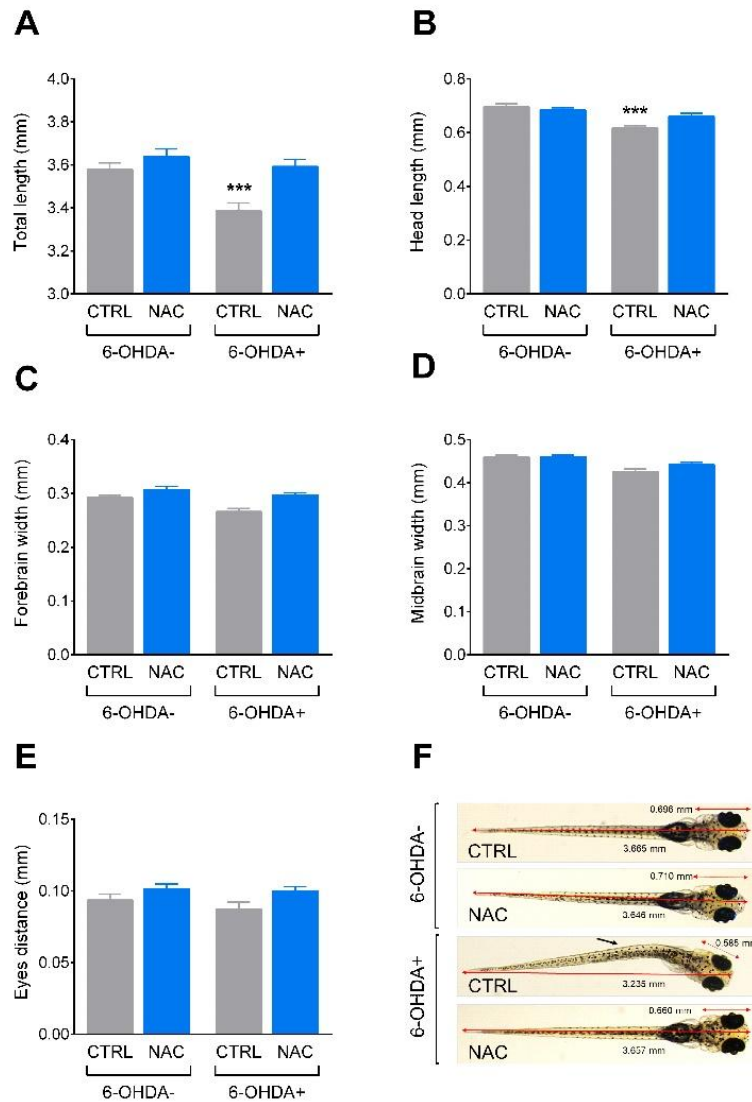 A
Total length (mm)
4.0
3.8
3.6
3.4
3.2
3.0
***
CTRL NAC CTRL NAC
6-OHDA- 6-OHDA+
B
Head length (mm)
0.8
0.6
0.4
0.2
0.0
***
CTRL NAC CTRL NAC
6-OHDA- 6-OHDA+
C
Forebrain width (mm)
0.4
0.3
0.2
0.1
0.0
CTRL NAC CTRL NAC
6-OHDA- 6-OHDA+
D
Midbrain width (mm)
0.5
0.4
0.3
0.2
0.1
0.0
CTRL NAC CTRL NAC
6-OHDA- 6-OHDA+
E
Eyes distance (mm)
0.15
0.10
0.05
0.00
CTRL NAC CTRL NAC
6-OHDA- 6-OHDA+
F
6-OHDA-
0.696 mm
CTRL
3.665 mm
0.710 mm
NAC
3.646 mm
6-OHDA+
0.585 mm
CTRL
3.235 mm
0.660 mm
NAC
3.657 mm